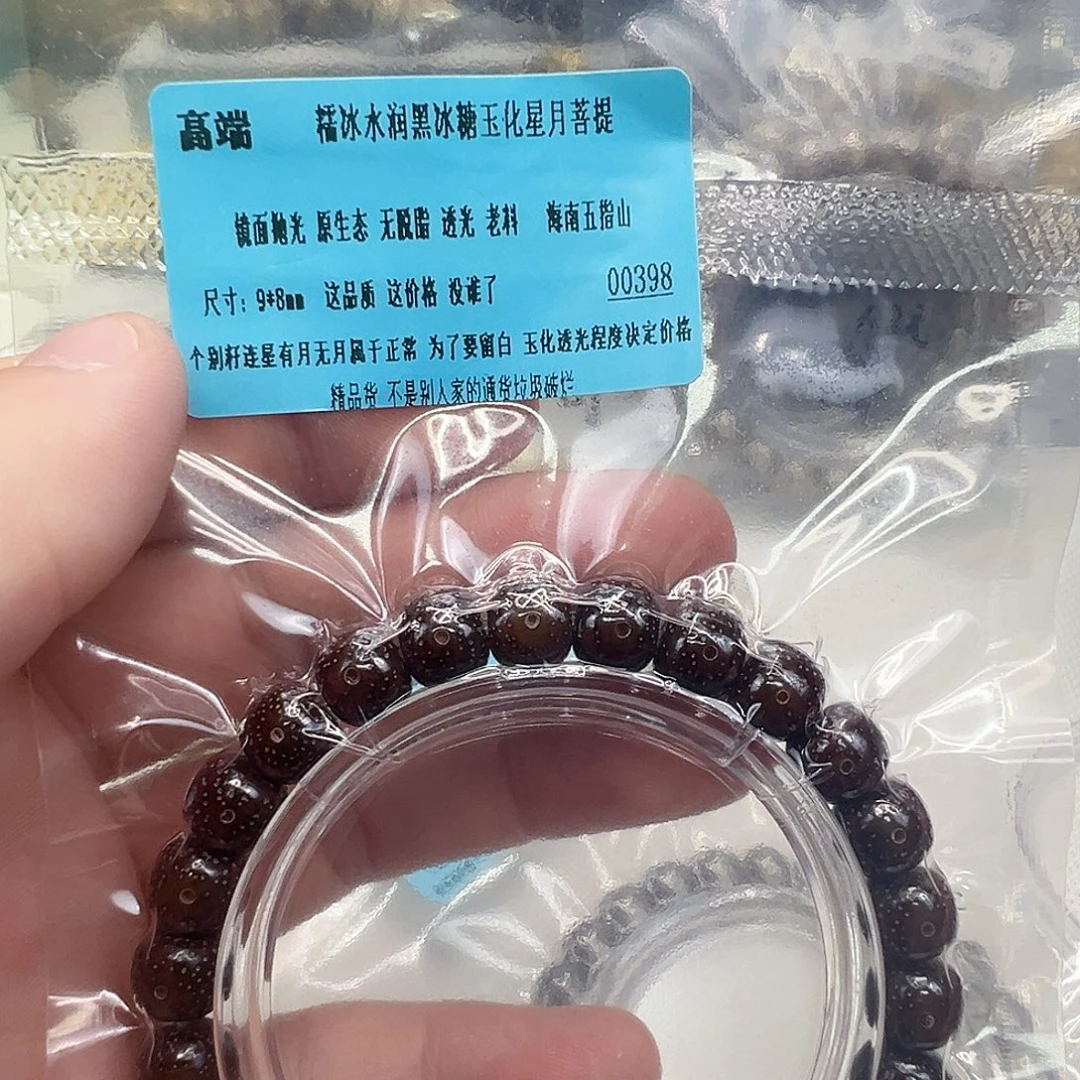 高端 糯冰水润黑冰糖玉化星月菩提
镜面抛光 原生态 无脱脂 透光 老料 海南五指山
尺寸：9*8mm 这品质 这价格 没谁了 00398
个别籽连星有月无月属于正常 为了要留白 玉化透光程度决定价格
精品货 不是别人家的通货垃圾破烂